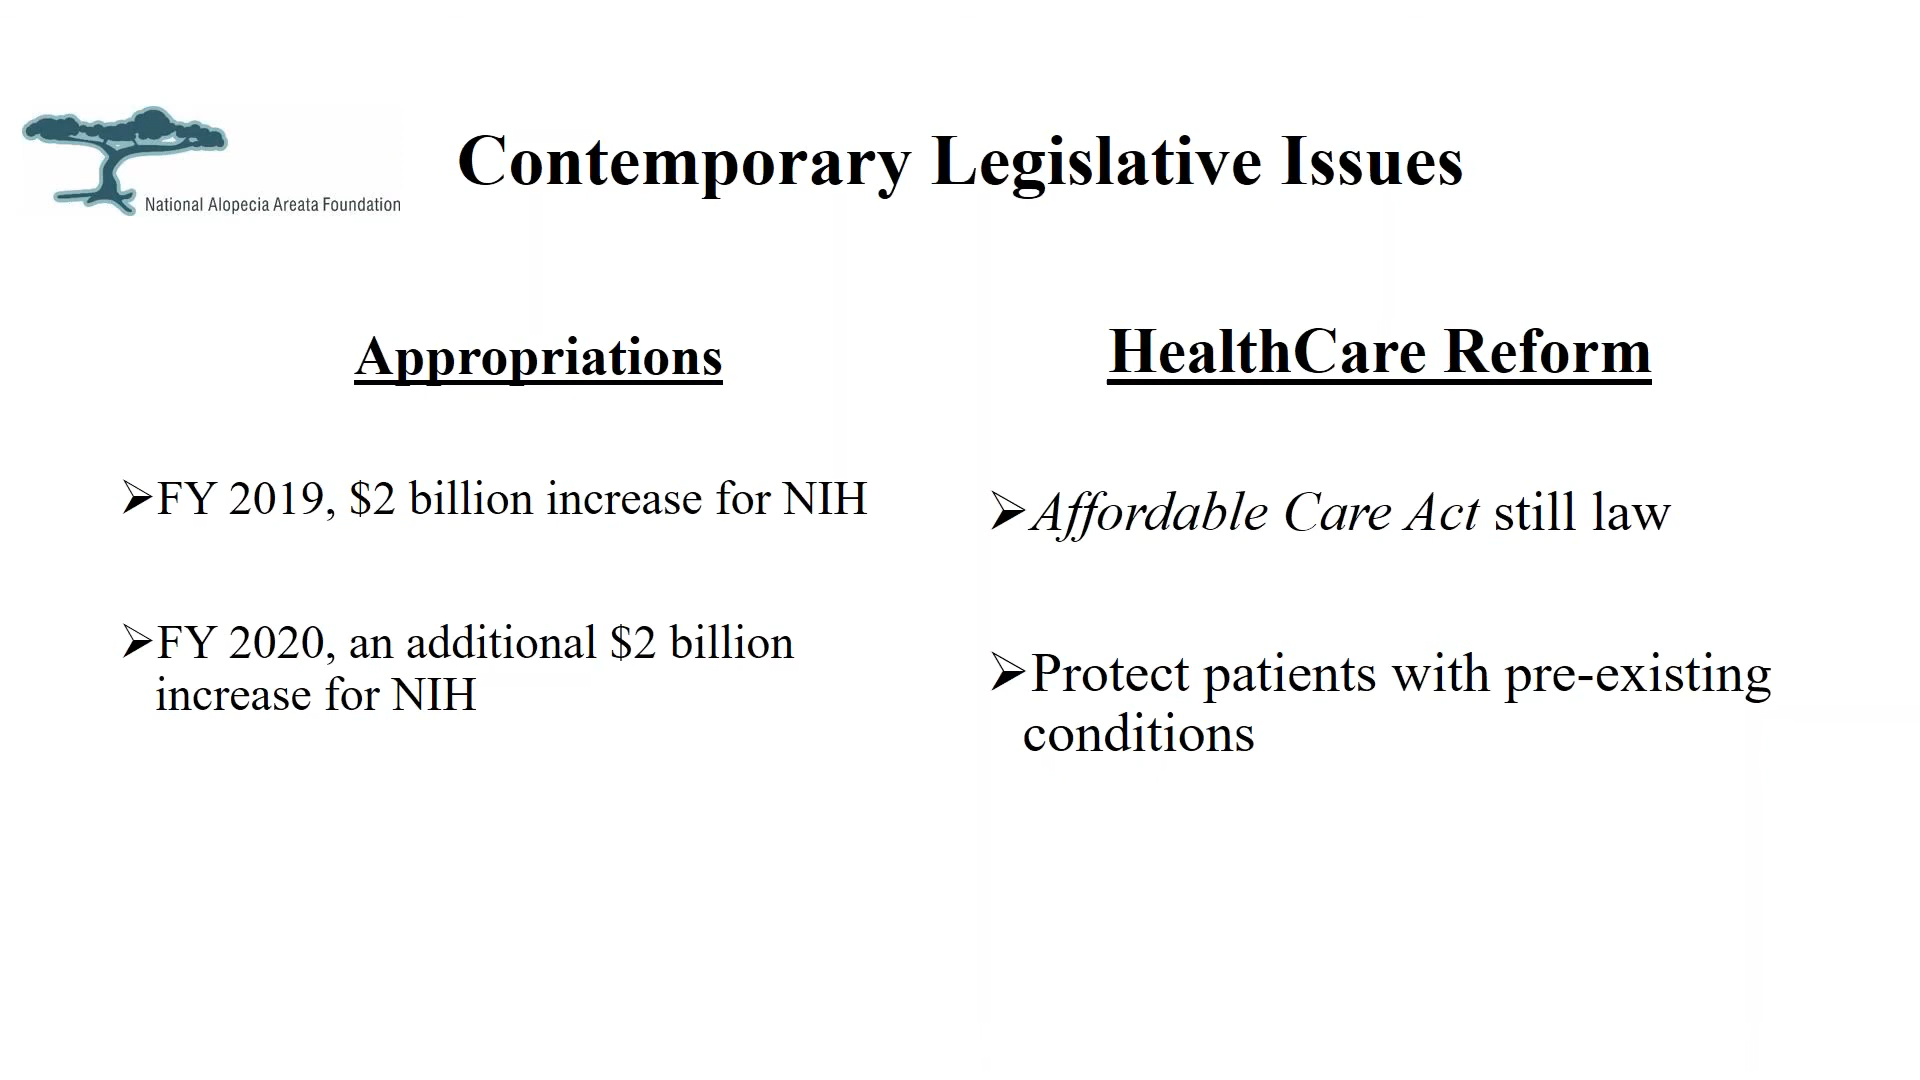 National Alopecia Areata Foundation
Contemporary Legislative Issues
Appropriations
➢FY 2019, $2 billion increase for NIH
➢FY 2020, an additional $2 billion
increase for NIH
HealthCare Reform
➢Affordable Care Act still law
➢Protect patients with pre-existing
conditions